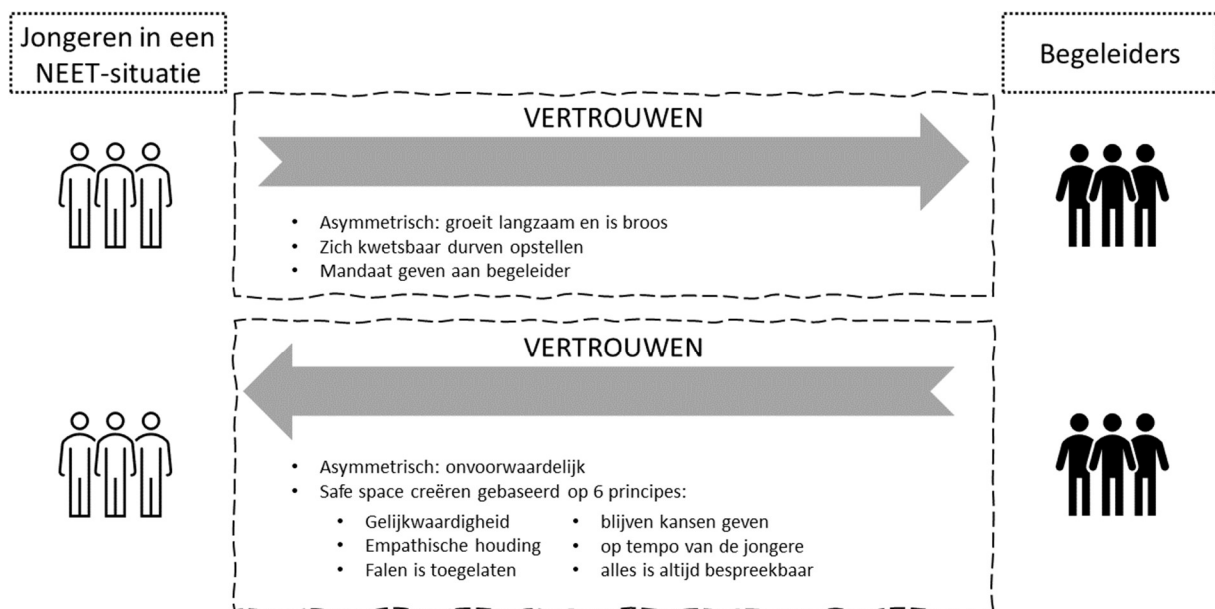 Jongeren in een
NEET-situatie
Begeleiders
VERTROUWEN
• Asymmetrisch: groeit langzaam en is broos
• Zich kwetsbaar durven opstellen
• Mandaat geven aan begeleider
VERTROUWEN
• Asymmetrisch: onvoorwaardelijk
• Safe space creëren gebaseerd op 6 principes:
• Gelijkwaardigheid
• Empathische houding
• Falen is toegelaten
• blijven kansen geven
• op tempo van de jongere
• alles is altijd bespreekbaar